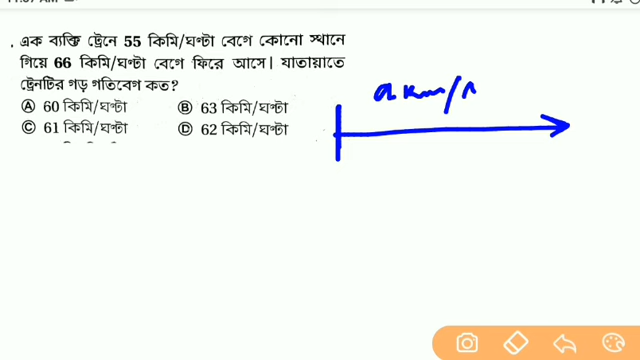 . এক ব্যক্তি ট্রেনে 55 কিমি/ঘণ্টা বেগে কোনো স্থানে
গিয়ে 66 কিমি/ঘণ্টা বেগে ফিরে আসে। যাতায়াতে
ট্রেনটির গড় গতিবেগ কত?
Ⓐ 60 কিমি/ঘণ্টা Ⓑ 63 কিমি/ঘণ্টা
Ⓒ 61 কিমি/ঘণ্টা Ⓓ 62 কিমি/ঘণ্টা
a km/